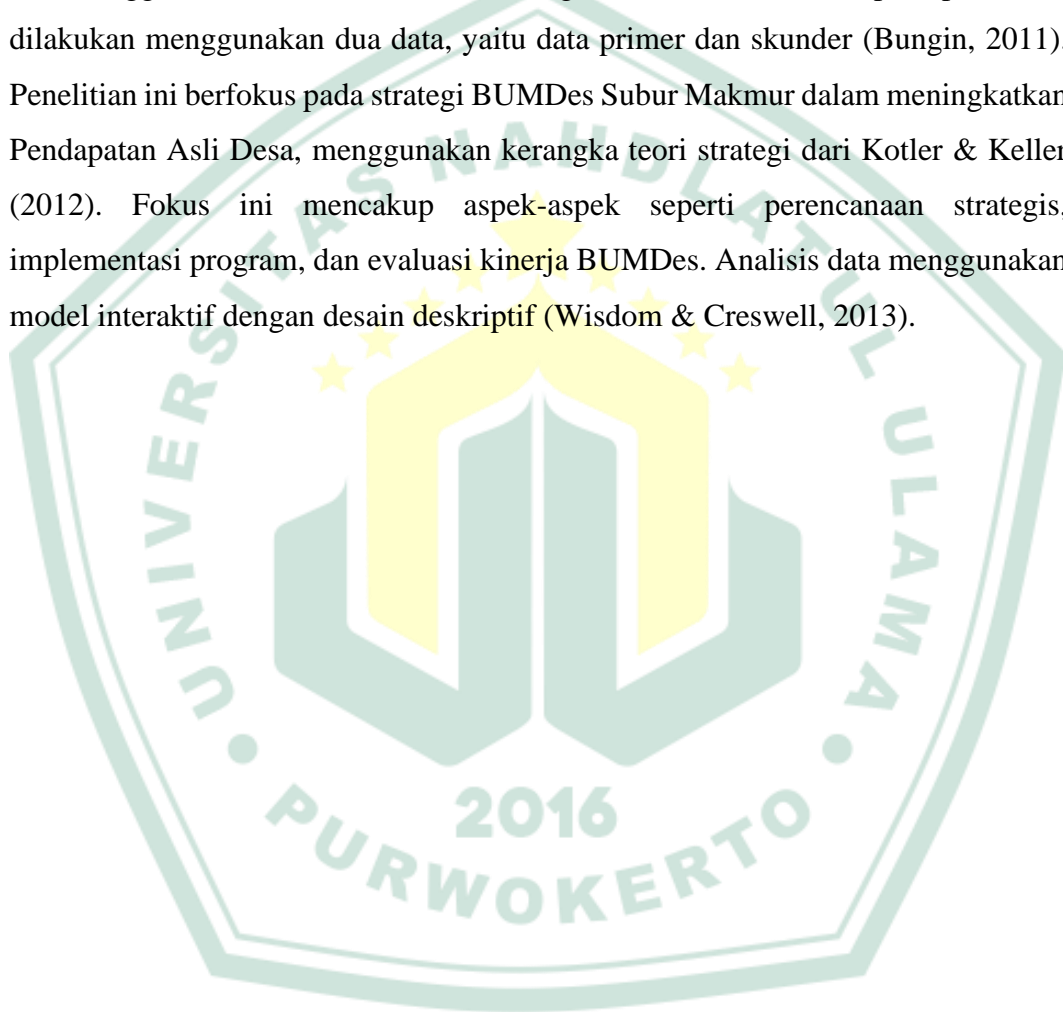 dilakukan menggunakan dua data, yaitu data primer dan skunder (Bungin, 2011).
Penelitian ini berfokus pada strategi BUMDes Subur Makmur dalam meningkatkan
Pendapatan Asli Desa, menggunakan kerangka teori strategi dari Kotler & Keller
(2012). Fokus ini mencakup aspek-aspek seperti perencanaan strategis,
implementasi program, dan evaluasi kinerja BUMDes. Analisis data menggunakan
model interaktif dengan desain deskriptif (Wisdom & Creswell, 2013).
UNIVERSITAS NAHDLATUL ULAMA
2016
PURWOKERTO